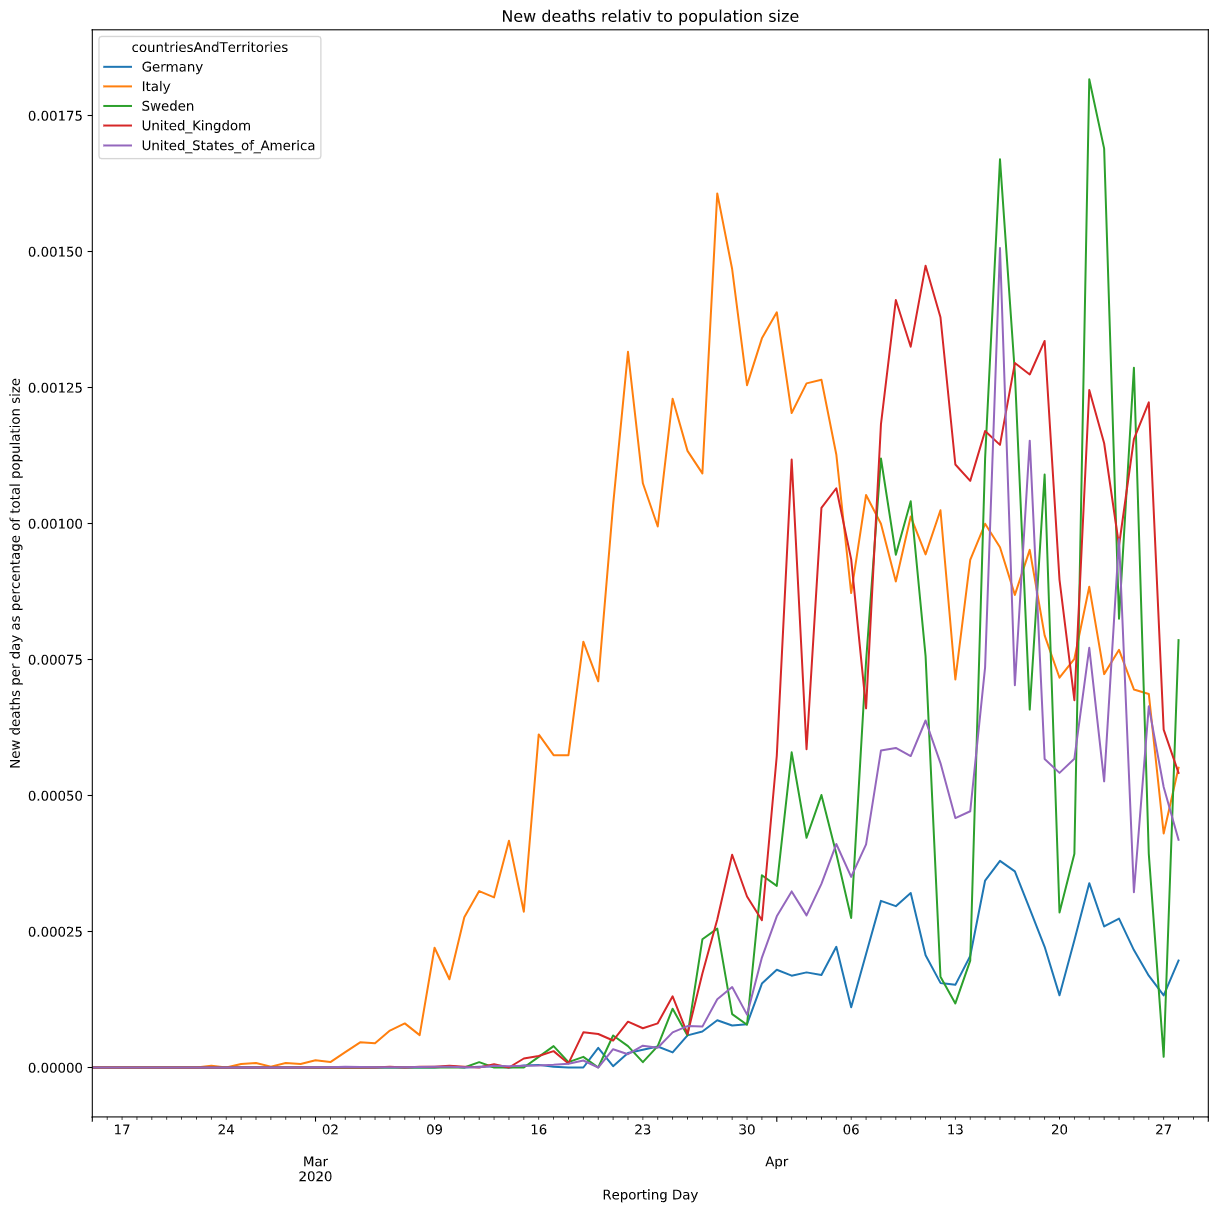 New deaths relativ to population size
countriesAndTerritories
Germany
Italy
Sweden
United_Kingdom
United_States_of_America
New deaths per day as percentage of total population size
0.00175
0.00150
0.00125
0.00100
0.00075
0.00050
0.00025
0.00000
17 24 02 09 16 23 30 06 13 20 27
Mar Apr
2020
Reporting Day